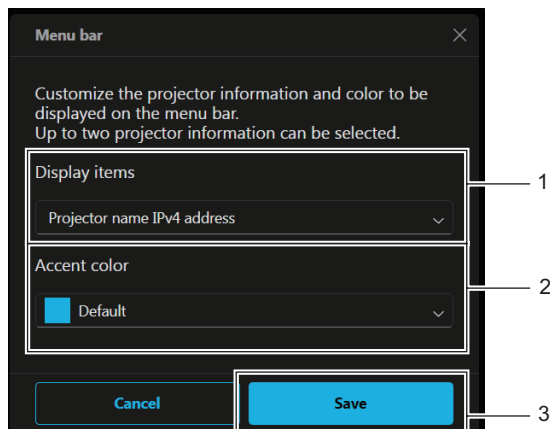 Menu bar
Customize the projector information and color to be
displayed on the menu bar.
Up to two projector information can be selected.
Display items
1
Projector name IPv4 address
Accent color
2
Default
Cancel
Save
3